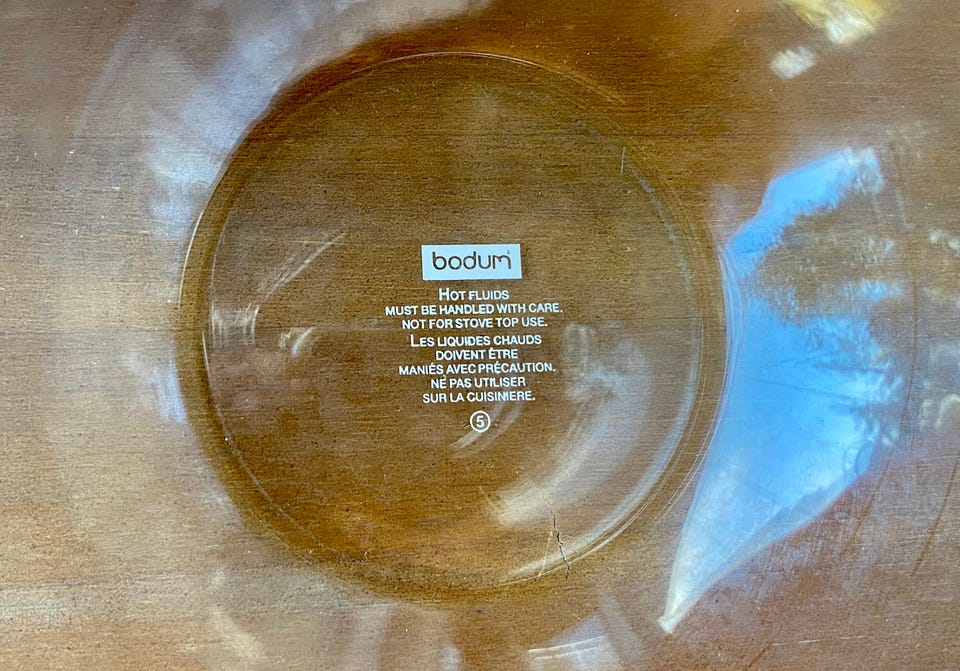 bodum®
HOT FLUIDS
MUST BE HANDLED WITH CARE.
NOT FOR STOVE TOP USE.
LES LIQUIDES CHAUDS
DOIVENT ÊTRE
MANIÉS AVEC PRÉCAUTION.
NE PAS UTILISER
SUR LA CUISINIERE.
5